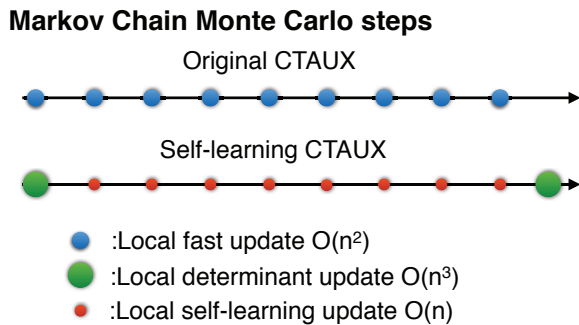 Markov Chain Monte Carlo steps
Original CTAUX
Self-learning CTAUX
:Local fast update O(n²)
:Local determinant update O(n³)
:Local self-learning update O(n)